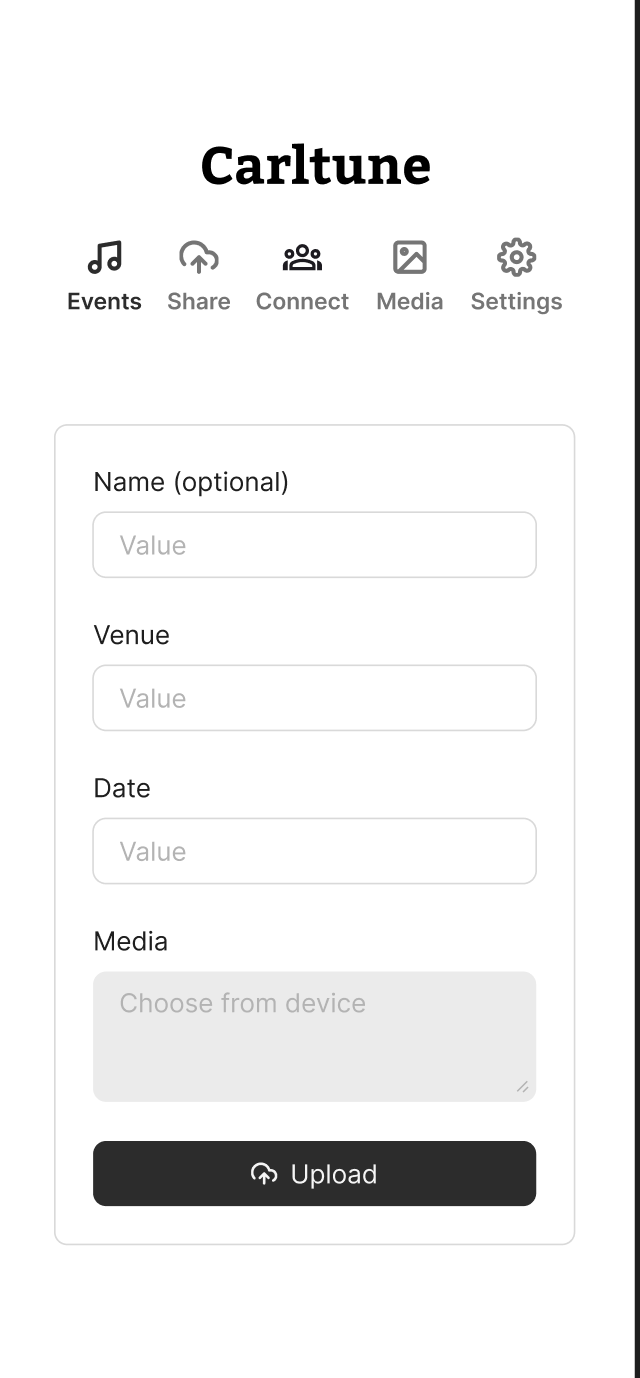 Carltune
Events Share Connect Media Settings
Name (optional)
Value
Venue
Value
Date
Value
Media
Choose from device
Upload